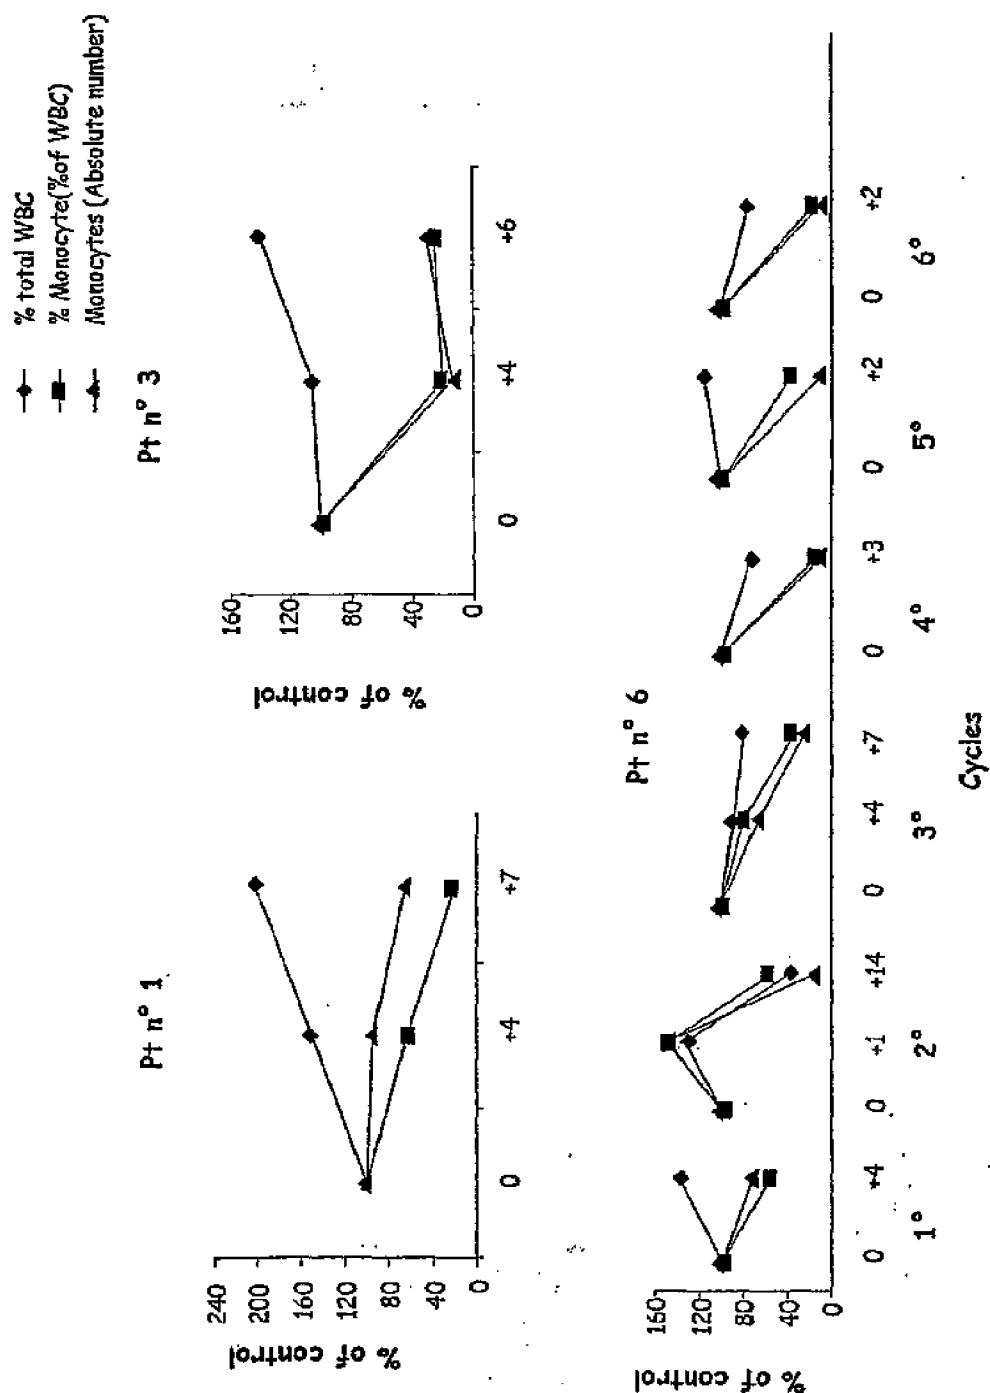 % total WBC
% Monocyte(%of WBC)
Monocytes (Absolute number)
Pt n° 1
% of control
240
200
160
120
80
40
0
0
+4
+7
Pt n° 3
% of control
160
120
80
40
0
0
+4
+6
Pt n° 6
% of control
160
120
80
40
0
0 +4 0 +1 +14 0 +4 +7 0 +3 0 +2 0 +2
1° 2° 3° 4° 5° 6°
Cycles